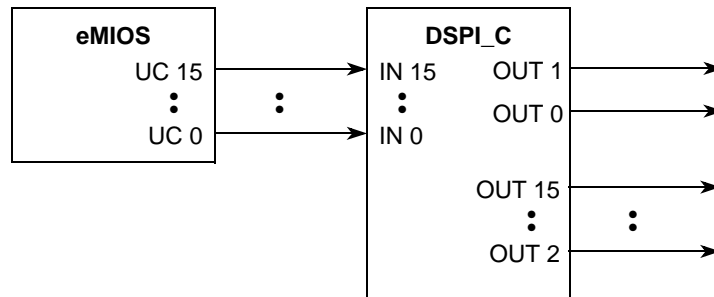 eMIOS
UC 15
UC 0
DSPI_C
IN 15
IN 0
OUT 1
OUT 0
OUT 15
OUT 2